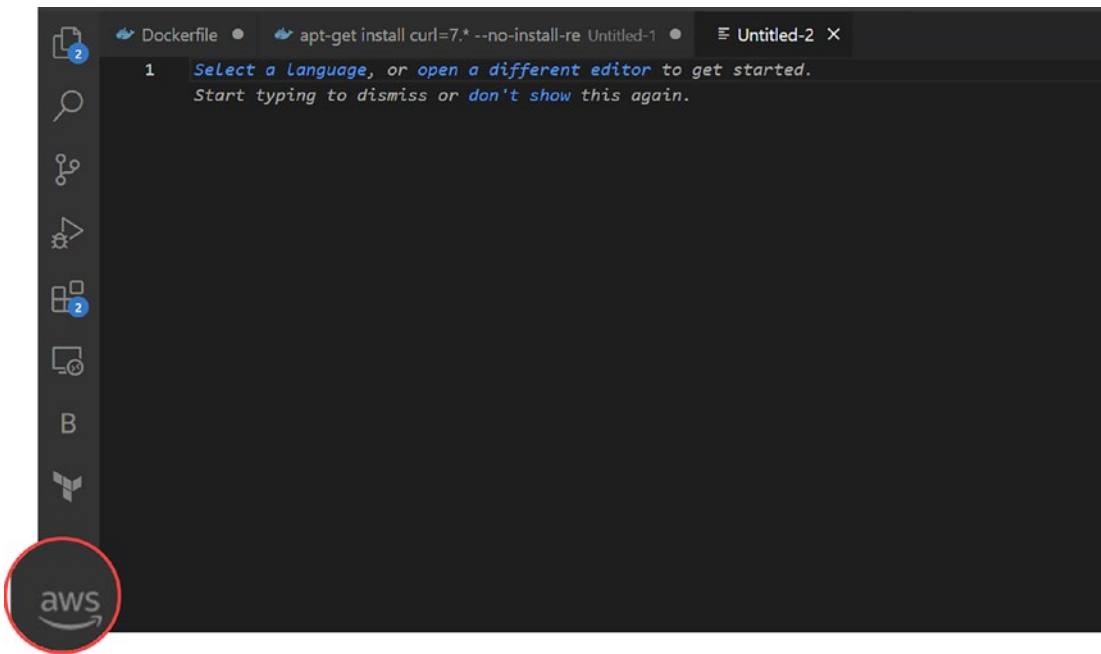 Dockerfile apt-get install curl=7.* --no-install-re Untitled-1 Untitled-2
2
1 Select a language, or open a different editor to get started.
Start typing to dismiss or don't show this again.
2
B
aws